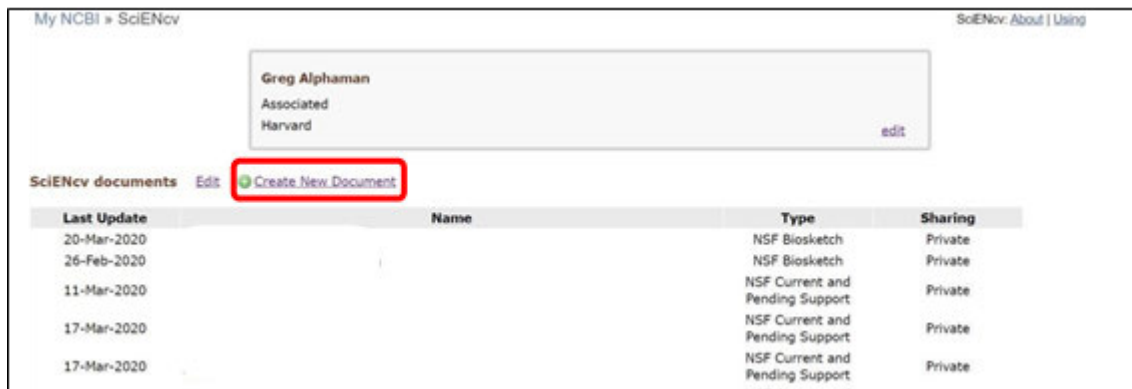 My NCBI » SciENcv SciENcv: About | Using
Greg Alphaman
Associated
Harvard edit
SciENcv documents Edit Create New Document
Last Update Name Type Sharing
20-Mar-2020 NSF Biosketch Private
26-Feb-2020 NSF Biosketch Private
11-Mar-2020 NSF Current and Pending Support Private
17-Mar-2020 NSF Current and Pending Support Private
17-Mar-2020 NSF Current and Pending Support Private